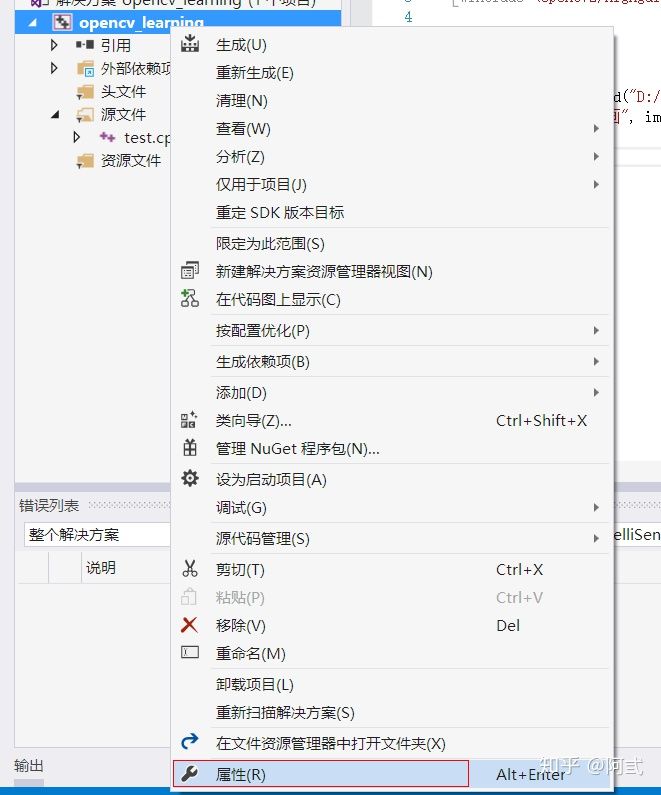 解决方案"opencv_learning"(1 个项目)
opencv_learning
引用
外部依赖项
头文件
源文件
test.cp
资源文件
4
d("D:/
", im
生成(U)
重新生成(E)
清理(N)
查看(W)
分析(Z)
仅用于项目(J)
重定 SDK 版本目标
限定为此范围(S)
新建解决方案资源管理器视图(N)
在代码图上显示(C)
按配置优化(P)
生成依赖项(B)
添加(D)
类向导(Z)... Ctrl+Shift+X
管理 NuGet 程序包(N)...
设为启动项目(A)
调试(G)
源代码管理(S)
剪切(T) Ctrl+X
粘贴(P) Ctrl+V
移除(V) Del
重命名(M)
卸载项目(L)
重新扫描解决方案(S)
在文件资源管理器中打开文件夹(X)
属性(R) Alt+Enter
错误列表
整个解决方案
elliSen
说明
输出
知乎 @阿弎